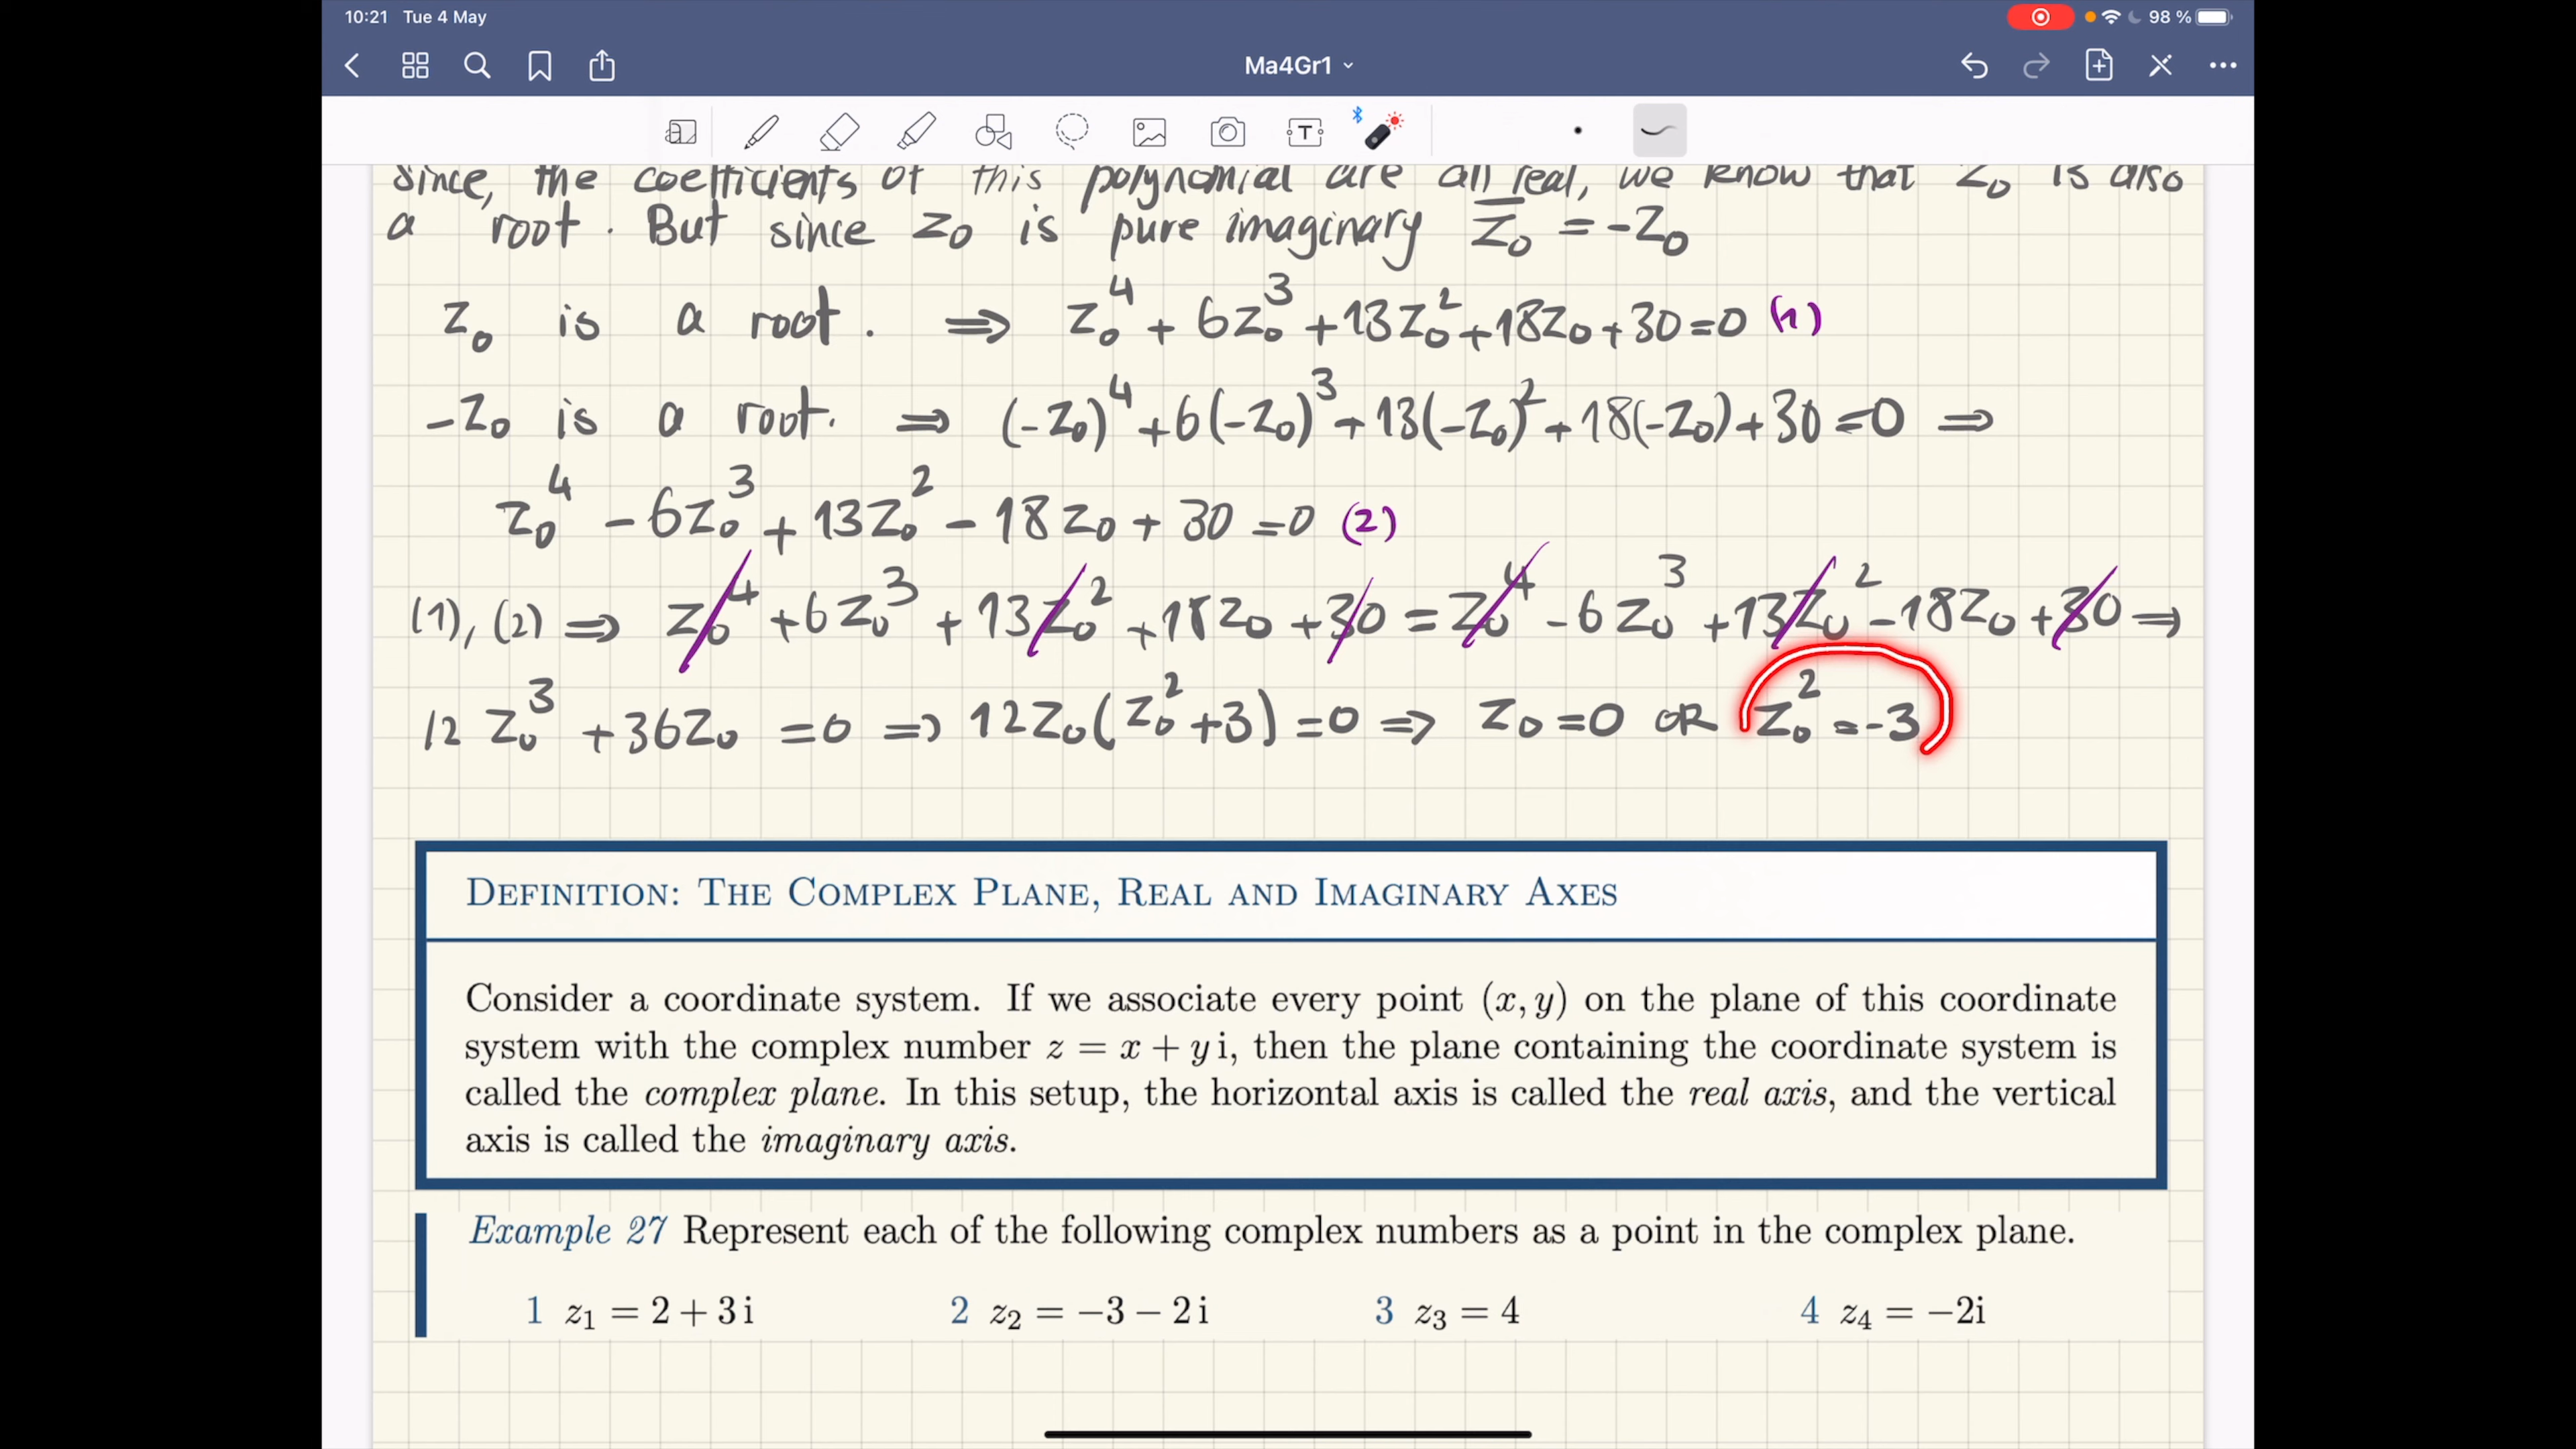 10:21 Tue 4 May
98 %
Ma4Gr1
since, the coefficients of this polynomial are all real, we know that z̅₀ is also
a root. But since z₀ is pure imaginary z̅₀ = -z₀
z₀ is a root. ⇒ z₀⁴ + 6z₀³ + 13z₀² + 18z₀ + 30 = 0 (1)
-z₀ is a root. ⇒ (-z₀)⁴ + 6(-z₀)³ + 13(-z₀)² + 18(-z₀) + 30 = 0 ⇒
z₀⁴ - 6z₀³ + 13z₀² - 18z₀ + 30 = 0 (2)
(1), (2) ⇒ z₀⁴ + 6z₀³ + 13z₀² + 18z₀ + 30 = z₀⁴ - 6z₀³ + 13z₀² - 18z₀ + 30 ⇒
12z₀³ + 36z₀ = 0 ⇒ 12z₀(z₀² + 3) = 0 ⇒ z₀ = 0 OR z₀² = -3
DEFINITION: THE COMPLEX PLANE, REAL AND IMAGINARY AXES
Consider a coordinate system. If we associate every point (x, y) on the plane of this coordinate
system with the complex number z = x + y i, then the plane containing the coordinate system is
called the complex plane. In this setup, the horizontal axis is called the real axis, and the vertical
axis is called the imaginary axis.
Example 27 Represent each of the following complex numbers as a point in the complex plane.
1 z₁ = 2 + 3 i 2 z₂ = −3 − 2 i 3 z₃ = 4 4 z₄ = −2i